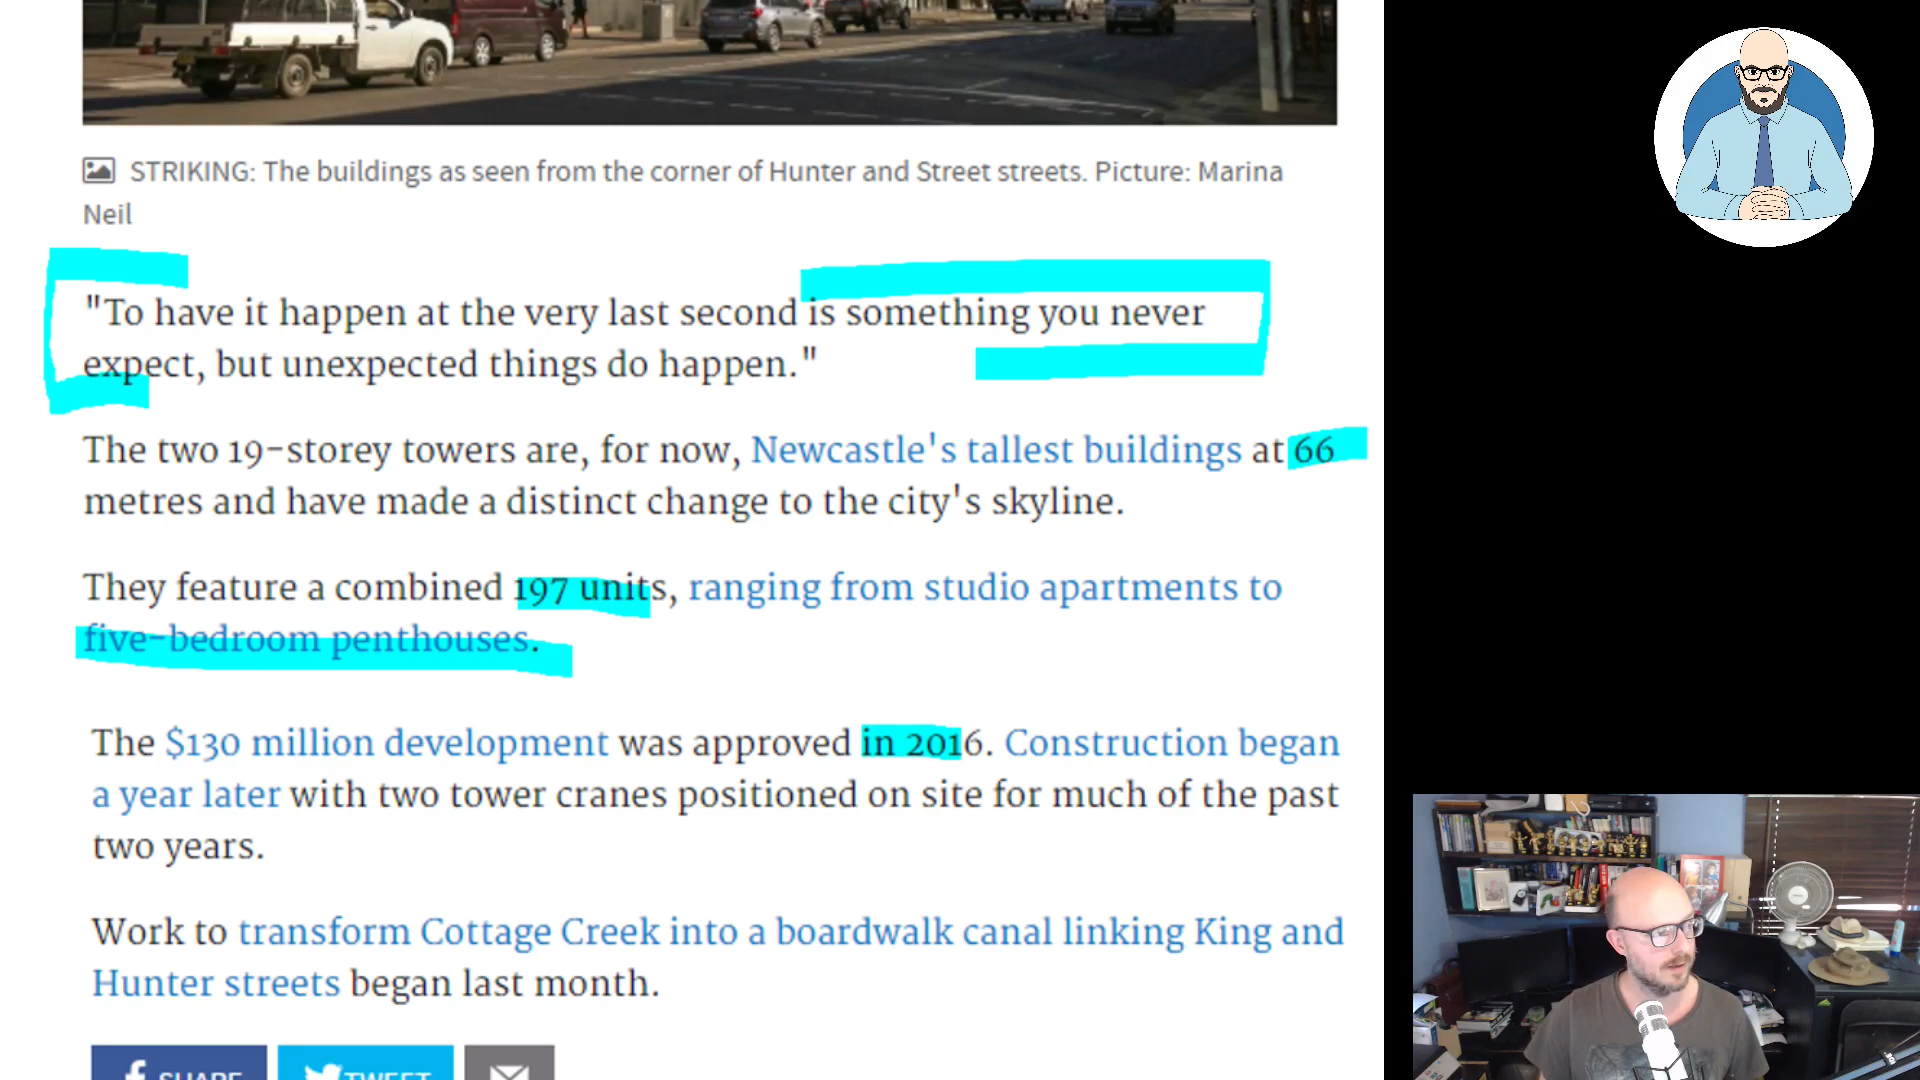 STRIKING: The buildings as seen from the corner of Hunter and Street streets. Picture: Marina
Neil
"To have it happen at the very last second is something you never
expect, but unexpected things do happen."
The two 19-storey towers are, for now, Newcastle's tallest buildings at 66
metres and have made a distinct change to the city's skyline.
They feature a combined 197 units, ranging from studio apartments to
five-bedroom penthouses.
The $130 million development was approved in 2016. Construction began
a year later with two tower cranes positioned on site for much of the past
two years.
Work to transform Cottage Creek into a boardwalk canal linking King and
Hunter streets began last month.
SHARE TWEET